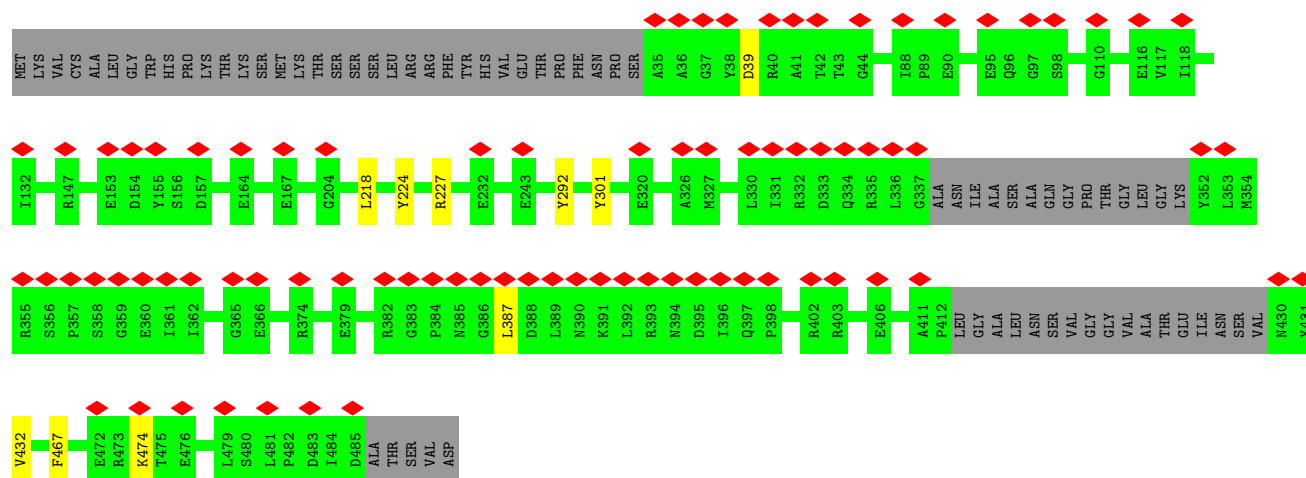 MET LYS VAL CYS ALA LEU GLY TRP HIS PRO LYS THR LYS SER MET LYS THR SER SER SER LEU ARG ARG PHE TYR HIS VAL GLU THR PRO PHE ASN PRO SER A35 A36 G37 Y38 D39 R40 A41 T42 T43 G44 I88 P89 E90 E95 Q96 G97 S98 G110 E116 V117 I118
I132 R147 E153 D154 Y155 S156 D157 E164 E167 G204 L218 Y224 R227 E232 E243 Y292 Y301 E320 A326 M327 L330 I331 R332 D333 Q334 R335 L336 G337 ALA ASN ILE ALA SER ALA GLN GLY PRO THR GLY LEU GLY LYS Y352 L353 M354
R355 S356 P357 S358 G359 E360 I361 I362 G365 E366 R374 E379 R382 G383 P384 N385 G386 L387 D388 L389 N390 K391 L392 R393 N394 D395 I396 Q397 P398 R402 R403 E406 A411 P412 LEU GLY ALA LEU ASN SER VAL GLY GLY VAL ALA THR GLU ILE ASN SER VAL N430 Y431
V432 F467 E472 R473 K474 T475 E476 L479 S480 L481 P482 D483 I484 D485 ALA THR SER VAL ASP